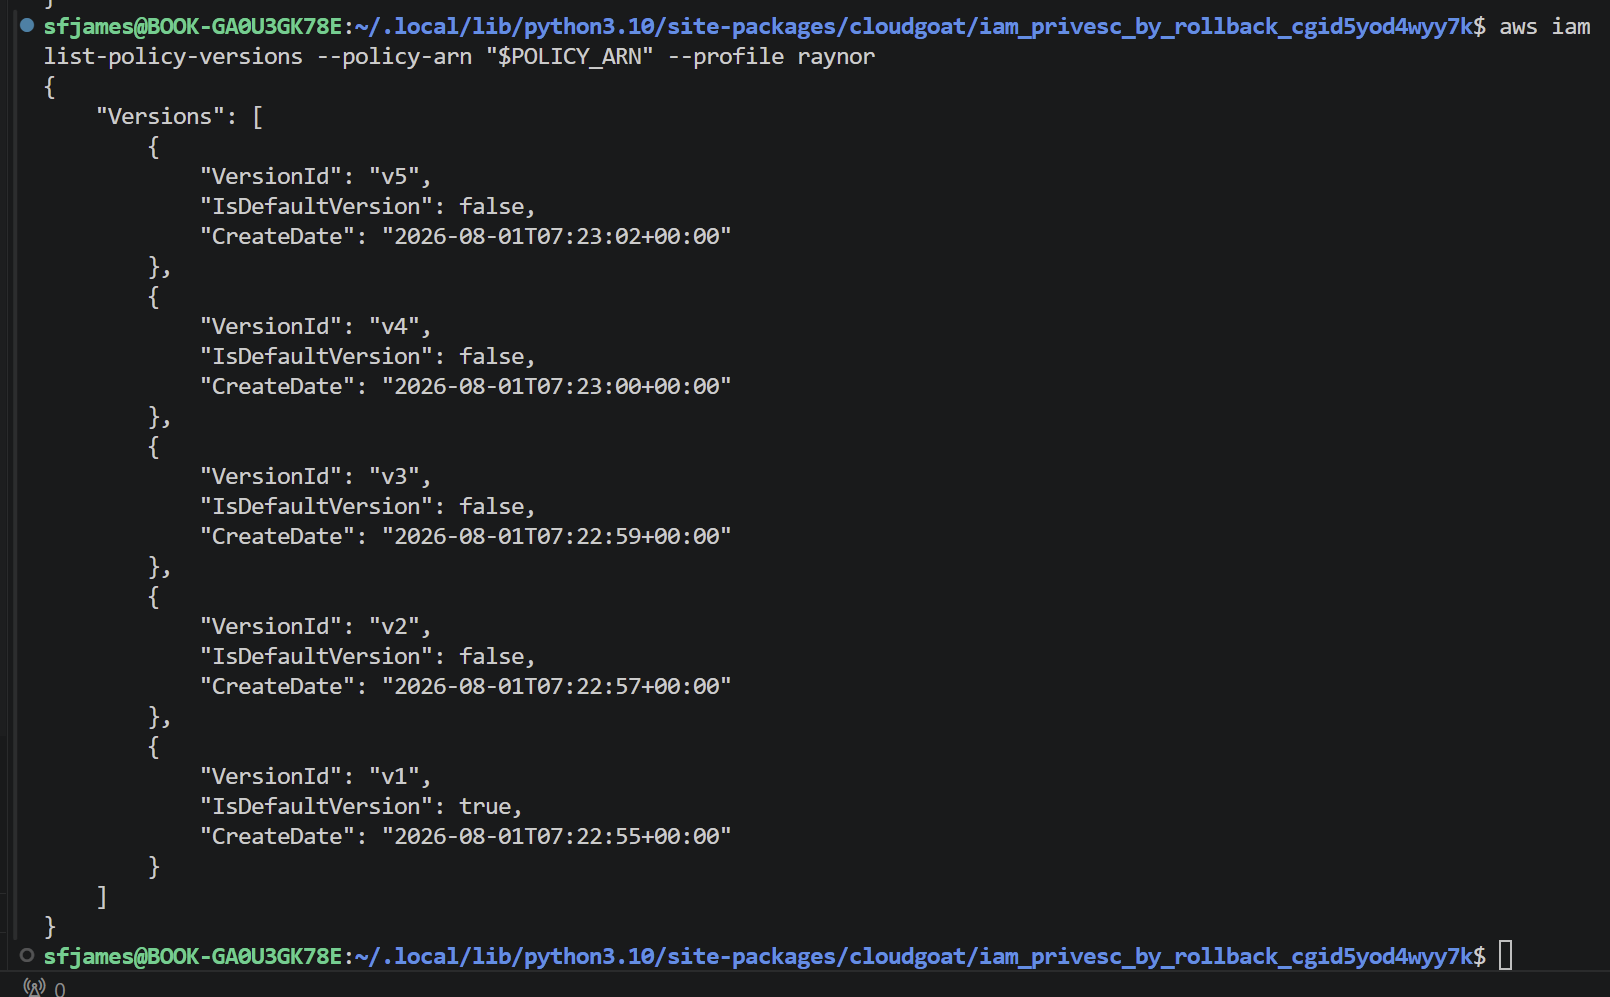 }
sfjames@BOOK-GA0U3GK78E:~/.local/lib/python3.10/site-packages/cloudgoat/iam_privesc_by_rollback_cgid5yod4wyy7k$ aws iam
list-policy-versions --policy-arn "$POLICY_ARN" --profile raynor
{
    "Versions": [
        {
            "VersionId": "v5",
            "IsDefaultVersion": false,
            "CreateDate": "2026-08-01T07:23:02+00:00"
        },
        {
            "VersionId": "v4",
            "IsDefaultVersion": false,
            "CreateDate": "2026-08-01T07:23:00+00:00"
        },
        {
            "VersionId": "v3",
            "IsDefaultVersion": false,
            "CreateDate": "2026-08-01T07:22:59+00:00"
        },
        {
            "VersionId": "v2",
            "IsDefaultVersion": false,
            "CreateDate": "2026-08-01T07:22:57+00:00"
        },
        {
            "VersionId": "v1",
            "IsDefaultVersion": true,
            "CreateDate": "2026-08-01T07:22:55+00:00"
        }
    ]
}
sfjames@BOOK-GA0U3GK78E:~/.local/lib/python3.10/site-packages/cloudgoat/iam_privesc_by_rollback_cgid5yod4wyy7k$
0